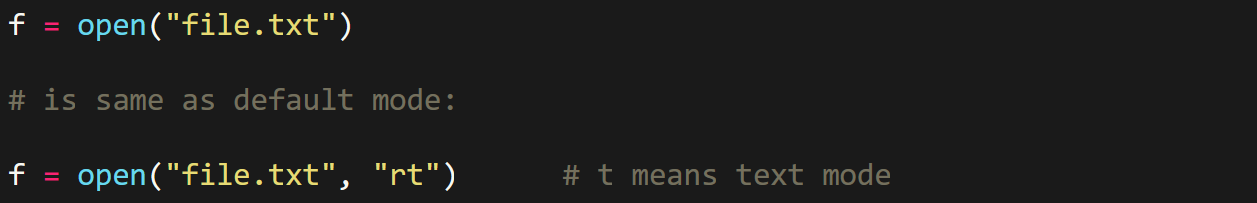 f = open("file.txt")
# is same as default mode:
f = open("file.txt", "rt")      # t means text mode